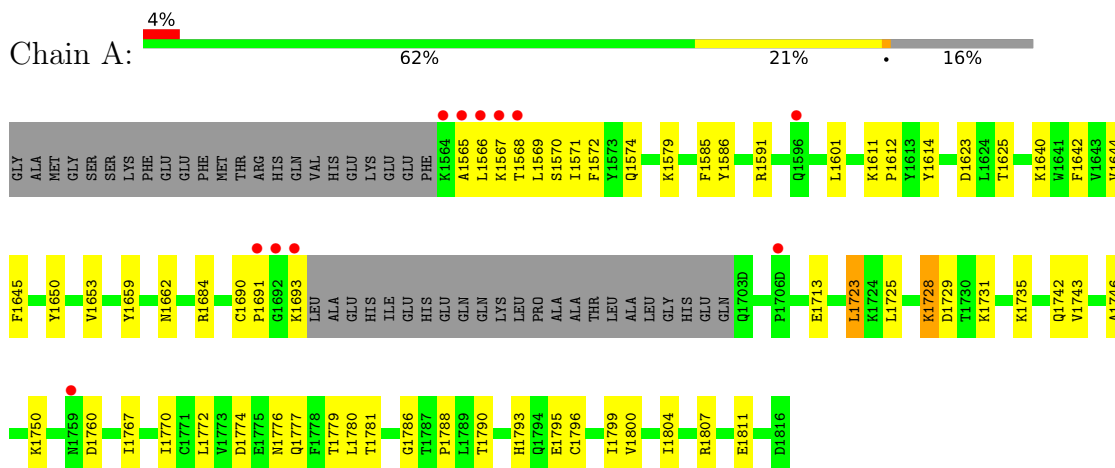 4%
Chain A:
62% 21% • 16%
GLY ALA MET GLY SER SER LYS PHE GLU GLU PHE MET THR ARG HIS GLN VAL HIS GLU LYS GLU GLU PHE K1564 Y1573 A1565 L1566 K1567 T1568 L1569 S1570 I1571 F1572 Q1574 K1579 F1585 Y1586 R1591 Q1596 L1601 K1611 P1612 Y1613 Y1614 D1623 L1624 T1625 K1640 W1641 F1642 V1643
F1645 Y1650 V1653 Y1659 N1662 R1684 C1690 P1691 G1692 K1693 LEU ALA GLU HIS ILE GLU HIS GLU GLN GLN LYS LEU PRO ALA ALA THR LEU ALA LEU GLY HIS GLU GLN Q1703D P1706D E1713 L1723 K1724 L1725 K1728 D1729 T1730 K1731 K1735 Q1742 V1743 A1746
K1750 N1759 D1760 I1767 I1770 C1771 L1772 V1773 D1774 E1775 N1776 Q1777 F1778 T1779 L1780 T1781 G1786 T1787 P1788 L1789 T1790 H1793 Q1794 E1795 C1796 I1799 V1800 I1804 R1807 E1811 D1816